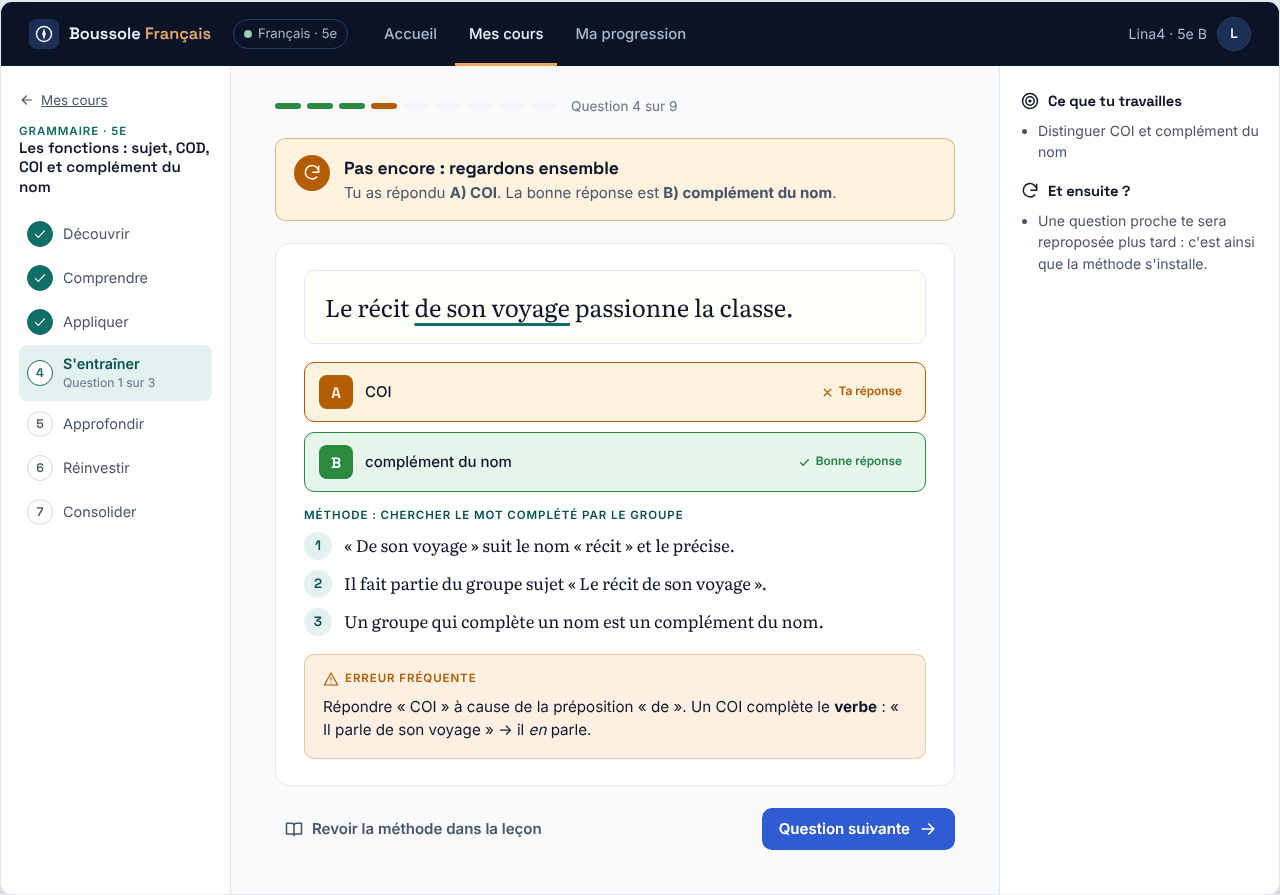 Boussole Français
Français · 5e
Accueil
Mes cours
Ma progression
Lina4 · 5e B
L
← Mes cours
GRAMMAIRE · 5E
Les fonctions : sujet, COD,
COI et complément du
nom
Découvrir
Comprendre
Appliquer
4
S'entraîner
Question 1 sur 3
5
Approfondir
6
Réinvestir
7
Consolider
Question 4 sur 9
Pas encore : regardons ensemble
Tu as répondu A) COI. La bonne réponse est B) complément du nom.
Le récit de son voyage passionne la classe.
A
COI
Ta réponse
B
complément du nom
Bonne réponse
MÉTHODE : CHERCHER LE MOT COMPLÉTÉ PAR LE GROUPE
1
« De son voyage » suit le nom « récit » et le précise.
2
Il fait partie du groupe sujet « Le récit de son voyage ».
3
Un groupe qui complète un nom est un complément du nom.
ERREUR FRÉQUENTE
Répondre « COI » à cause de la préposition « de ». Un COI complète le verbe : «
Il parle de son voyage » → il en parle.
Revoir la méthode dans la leçon
Question suivante →
Ce que tu travailles
• Distinguer COI et complément du
nom
Et ensuite ?
• Une question proche te sera
reproposée plus tard : c'est ainsi
que la méthode s'installe.